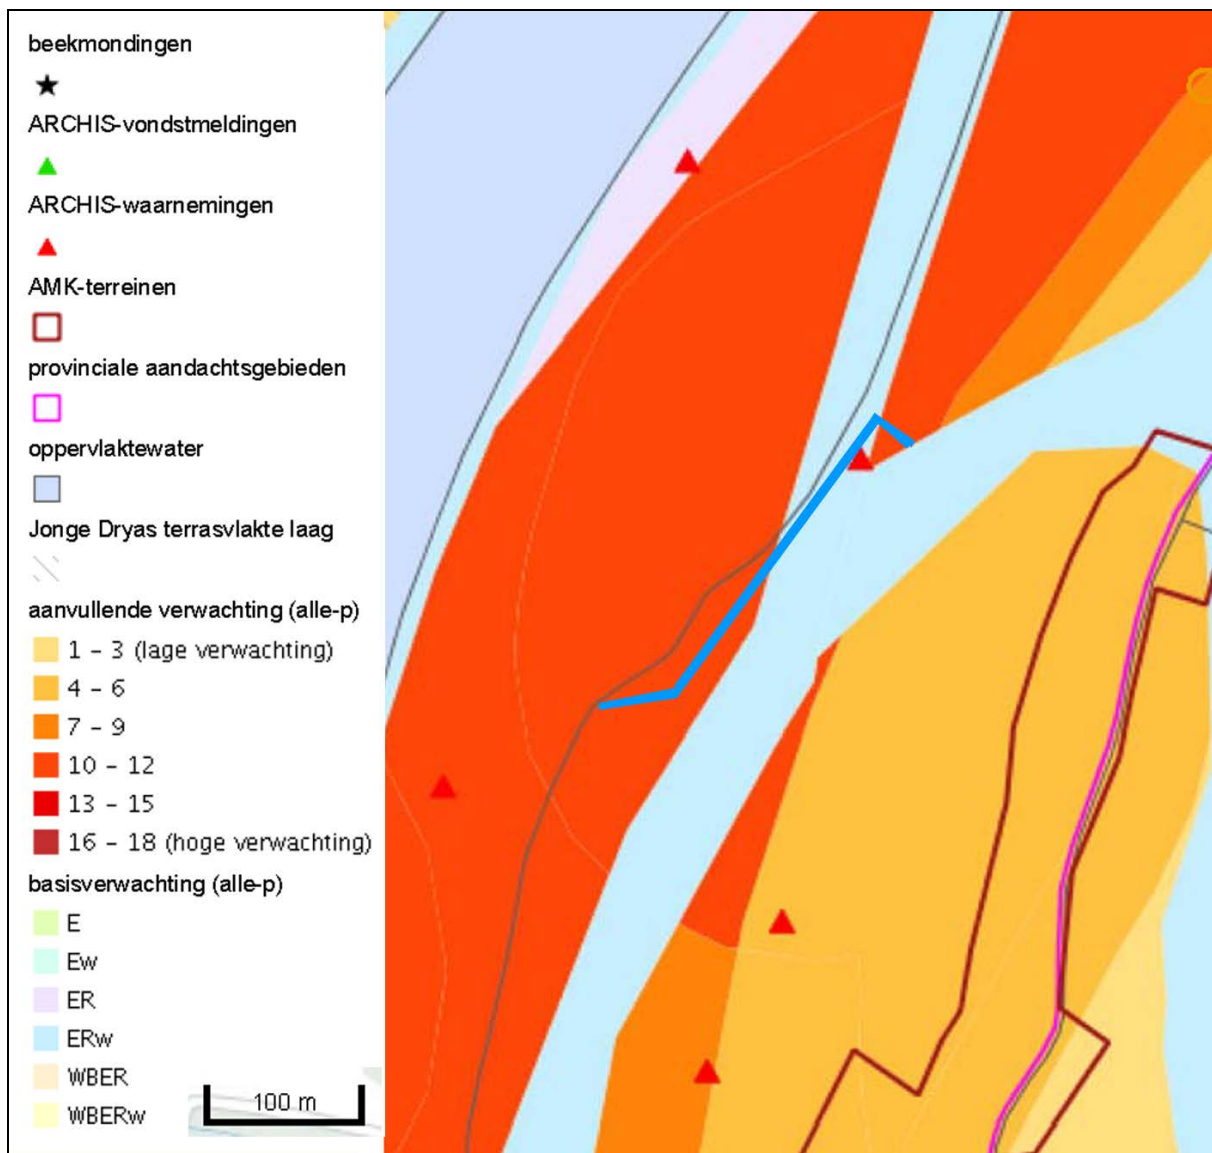 beekmondingen
ARCHIS-vondstmeldingen
ARCHIS-waarnemingen
AMK-terreinen
provinciale aandachtsgebieden
oppervlaktewater
Jonge Dryas terrasvlakte laag
aanvullende verwachting (alle-p)
1 – 3 (lage verwachting)
4 – 6
7 – 9
10 – 12
13 – 15
16 – 18 (hoge verwachting)
basisverwachting (alle-p)
E
Ew
ER
ERw
WBER
WBERw
100 m